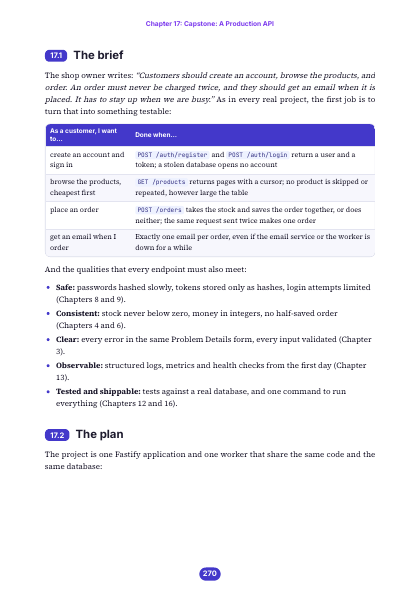 Chapter 17: Capstone: A Production API
17.1 The brief
The shop owner writes: “Customers should create an account, browse the products, and
order. An order must never be charged twice, and they should get an email when it is
placed. It has to stay up when we are busy.” As in every real project, the first job is to
turn that into something testable:
As a customer, I want
to…
Done when…
create an account and
sign in
POST /auth/register and POST /auth/login return a user and a
token; a stolen database opens no account
browse the products,
cheapest first
GET /products returns pages with a cursor; no product is skipped or
repeated, however large the table
place an order
POST /orders takes the stock and saves the order together, or does
neither; the same request sent twice makes one order
get an email when I
order
Exactly one email per order, even if the email service or the worker is
down for a while
And the qualities that every endpoint must also meet:
• Safe: passwords hashed slowly, tokens stored only as hashes, login attempts limited
(Chapters 8 and 9).
• Consistent: stock never below zero, money in integers, no half-saved order
(Chapters 4 and 6).
• Clear: every error in the same Problem Details form, every input validated (Chapter
3).
• Observable: structured logs, metrics and health checks from the first day (Chapter
13).
• Tested and shippable: tests against a real database, and one command to run
everything (Chapters 12 and 16).
17.2 The plan
The project is one Fastify application and one worker that share the same code and the
same database:
270